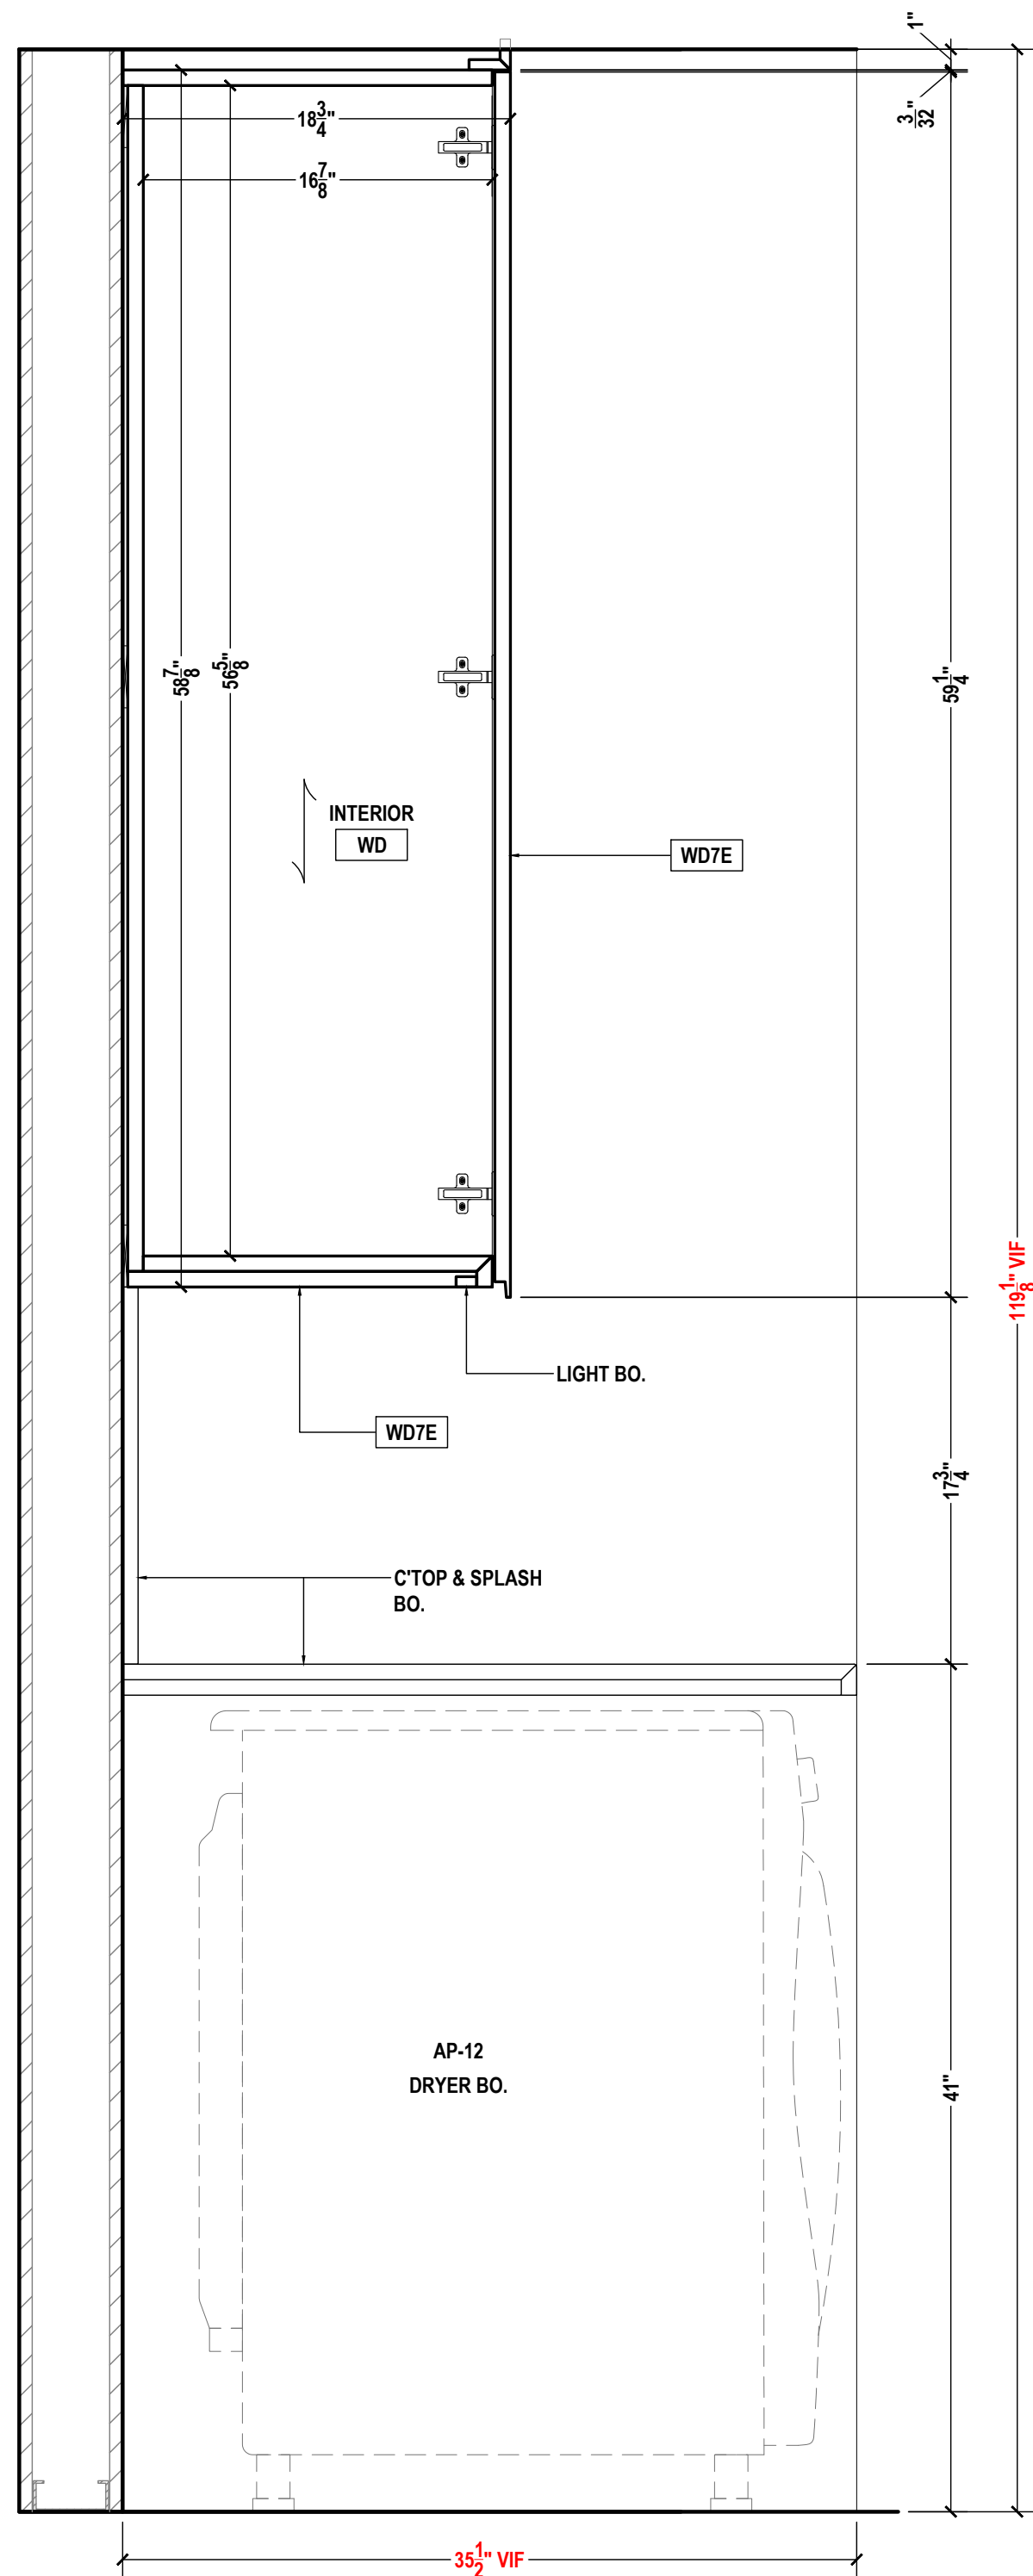 1"
3/32"
18 3/4"
16 7/8"
58 7/8"
56 5/8"
59 1/4"
INTERIOR
WD
WD7E
119 1/8" VIF
LIGHT BO.
WD7E
17 3/4"
C'TOP & SPLASH
BO.
AP-12
DRYER BO.
41"
35 1/2" VIF